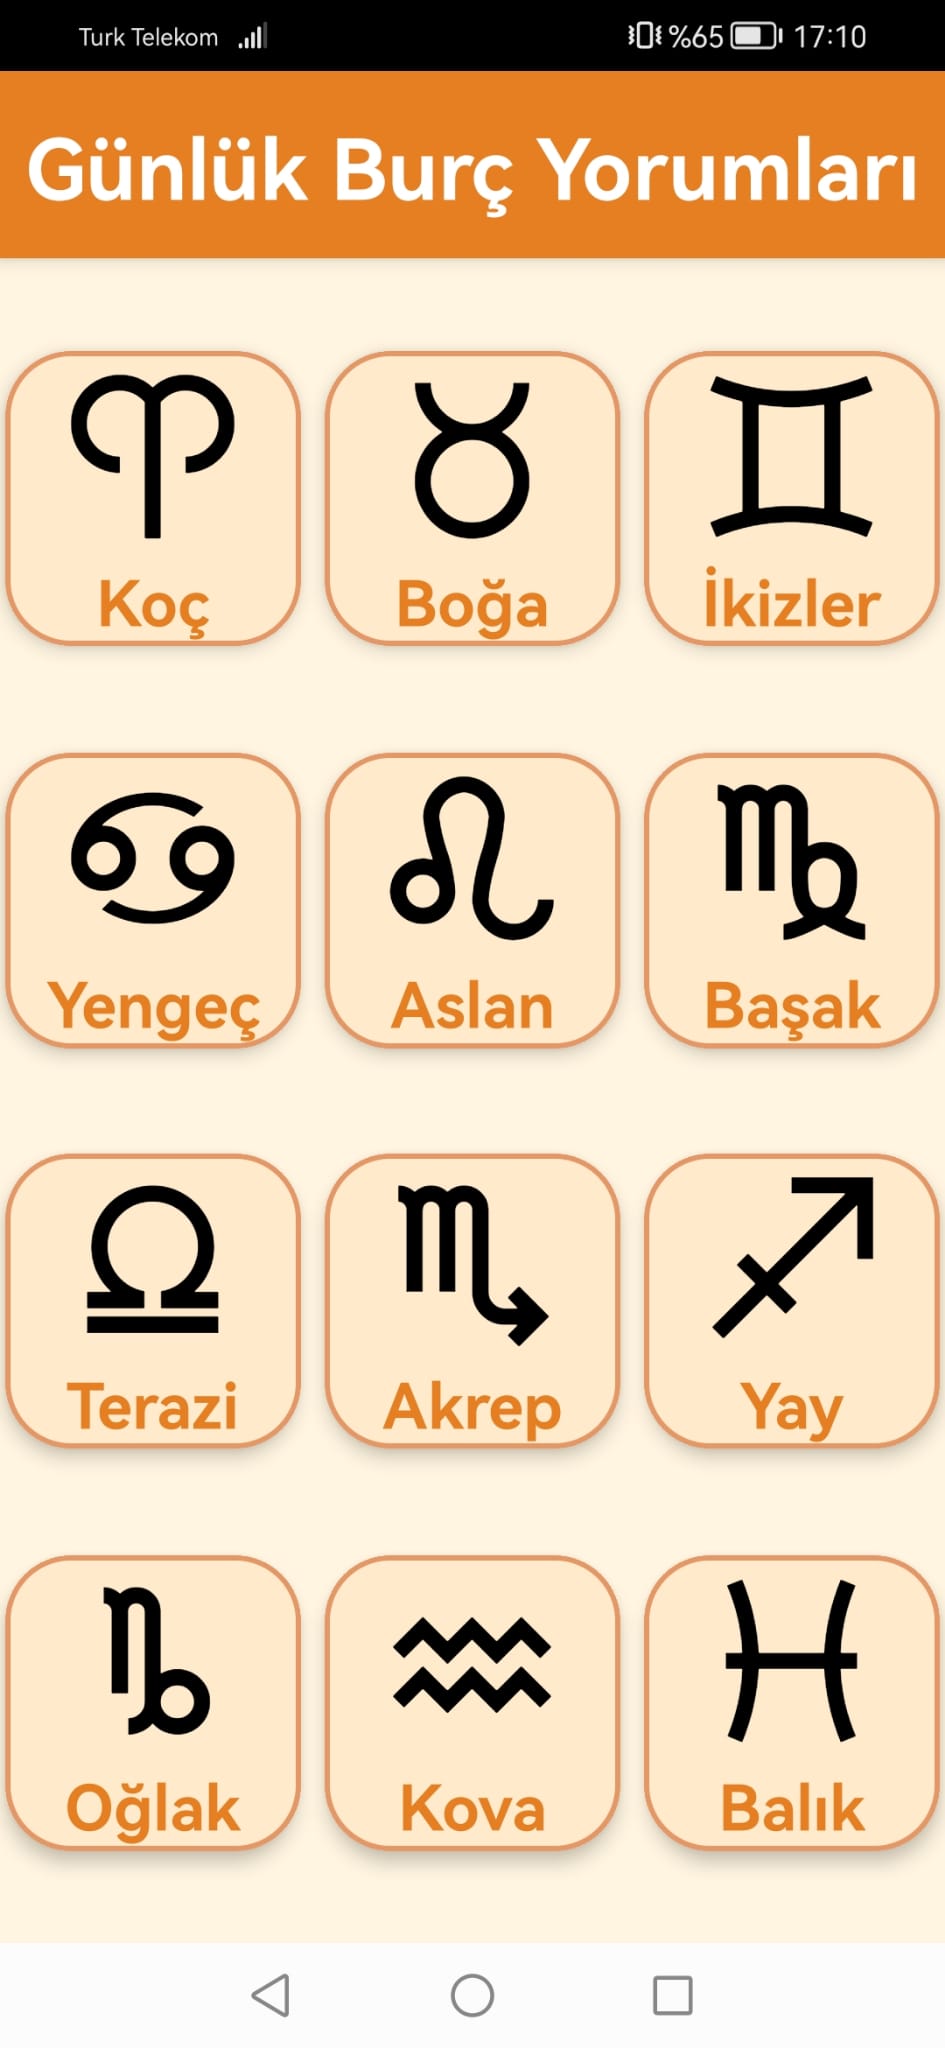 Turk Telekom %65 17:10
Günlük Burç Yorumları
Koç Boğa İkizler
Yengeç Aslan Başak
Terazi Akrep Yay
Oğlak Kova Balık